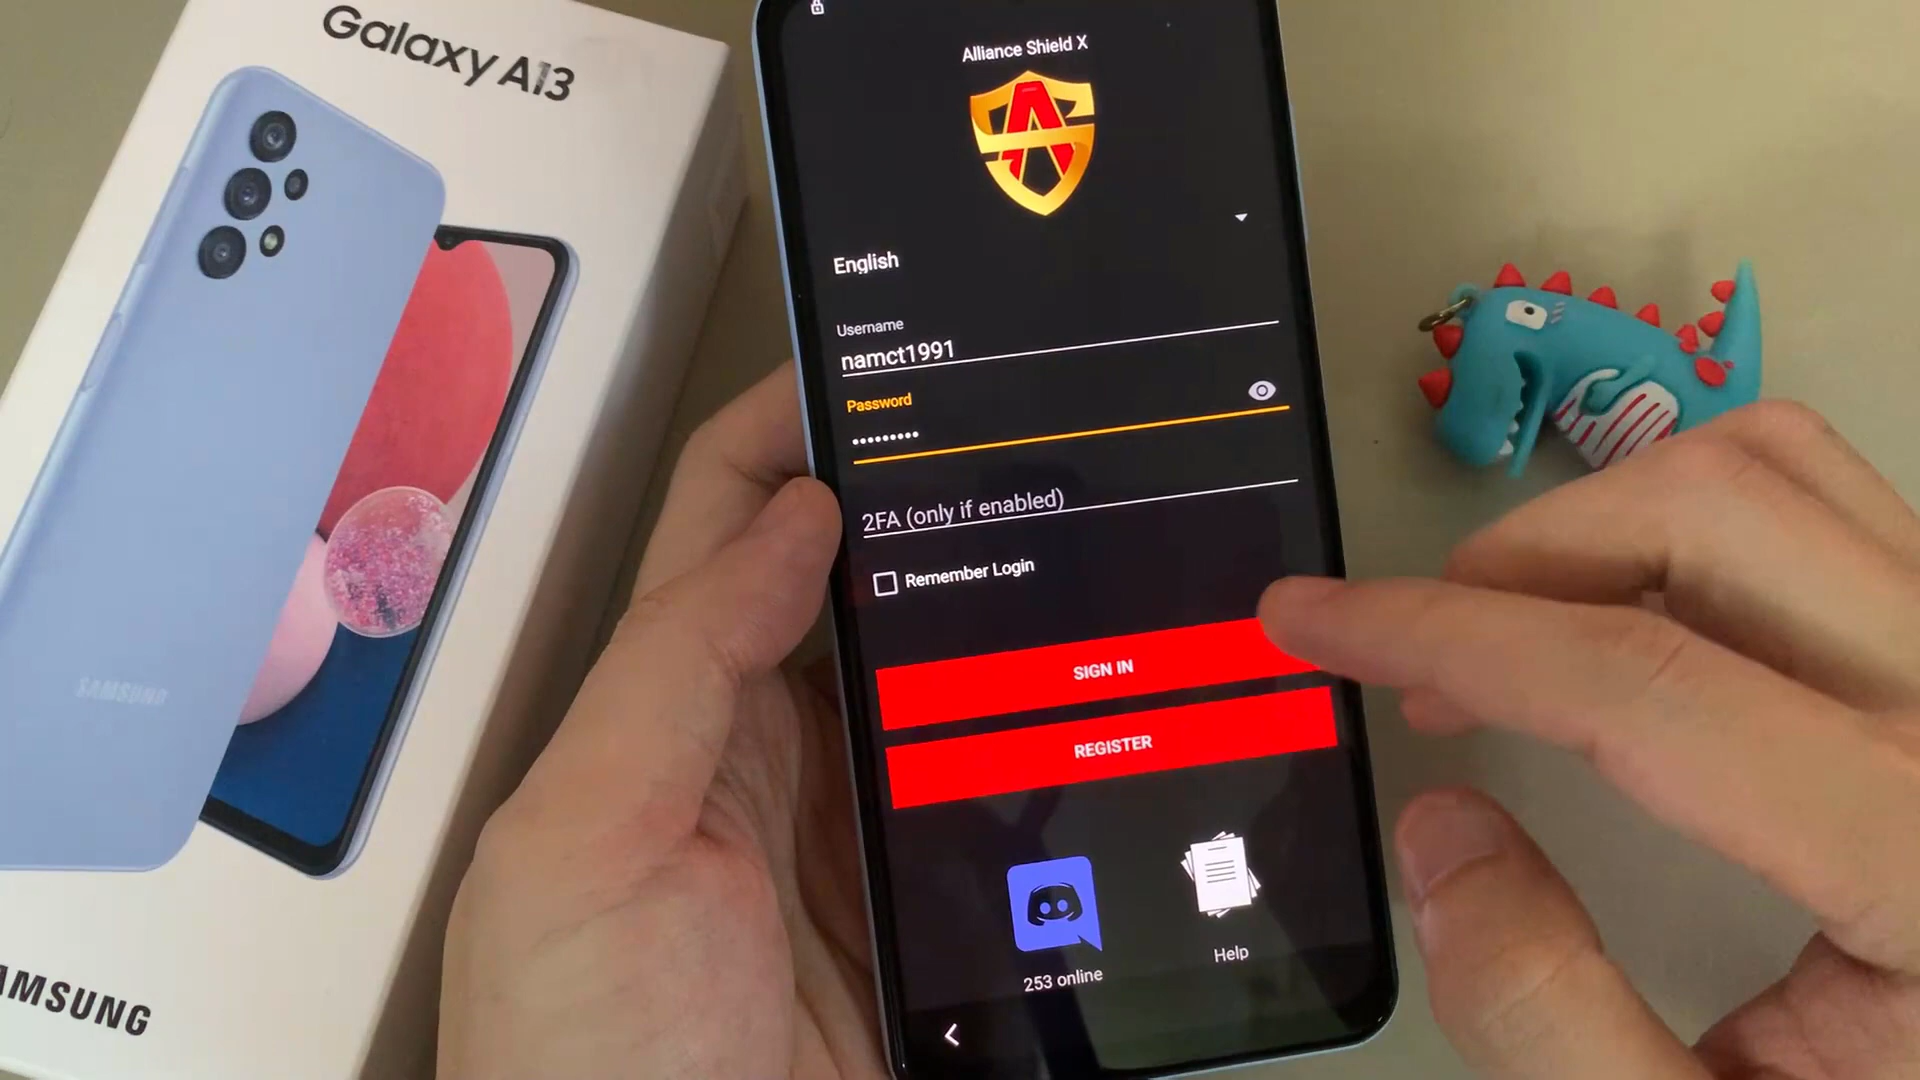 Galaxy A13
SAMSUNG
AMSUNG
Alliance Shield X
English
Username
namct1991
Password
•••••••••
2FA (only if enabled)
Remember Login
SIGN IN
REGISTER
253 online
Help